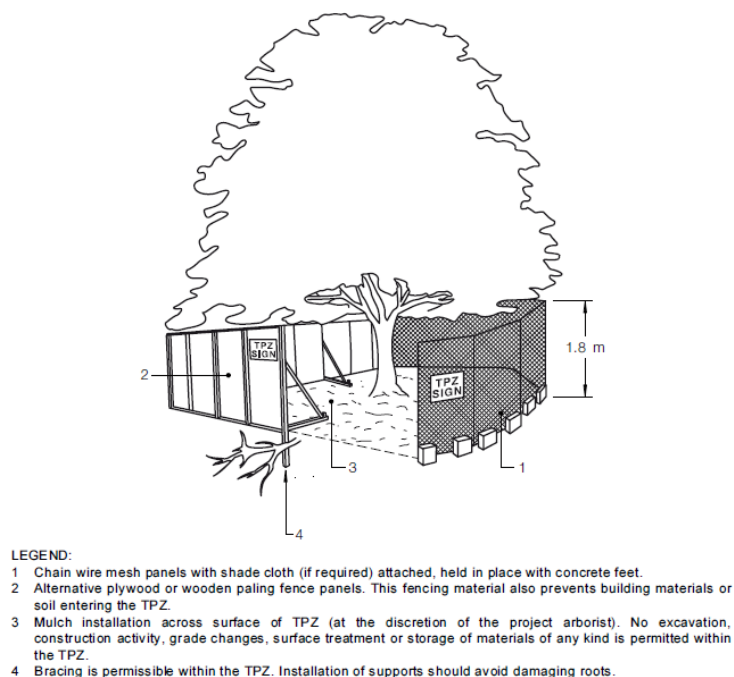 TPZ
SIGN
1.8 m
2
TPZ
SIGN
3
1
4
LEGEND:
1 Chain wire mesh panels with shade cloth (if required) attached, held in place with concrete feet.
2 Alternative plywood or wooden paling fence panels. This fencing material also prevents building materials or
soil entering the TPZ.
3 Mulch installation across surface of TPZ (at the discretion of the project arborist). No excavation,
construction activity, grade changes, surface treatment or storage of materials of any kind is permitted within
the TPZ.
4 Bracing is permissible within the TPZ. Installation of supports should avoid damaging roots.